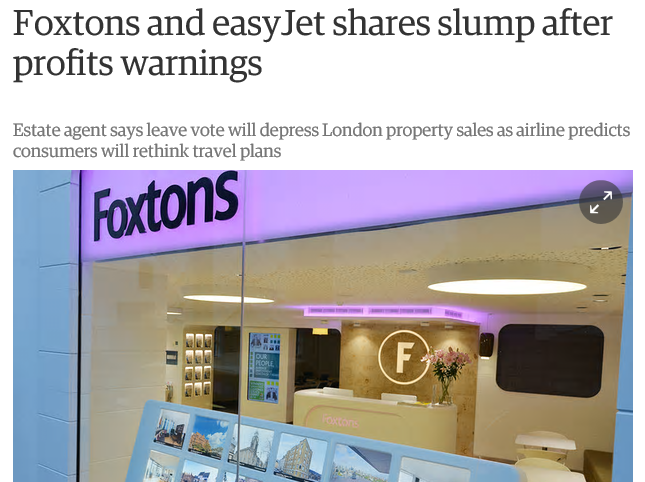 Foxtons and easyJet shares slump after
profits warnings
Estate agent says leave vote will depress London property sales as airline predicts
consumers will rethink travel plans
Foxtons
OUR
PEOPLE
F
Foxtons